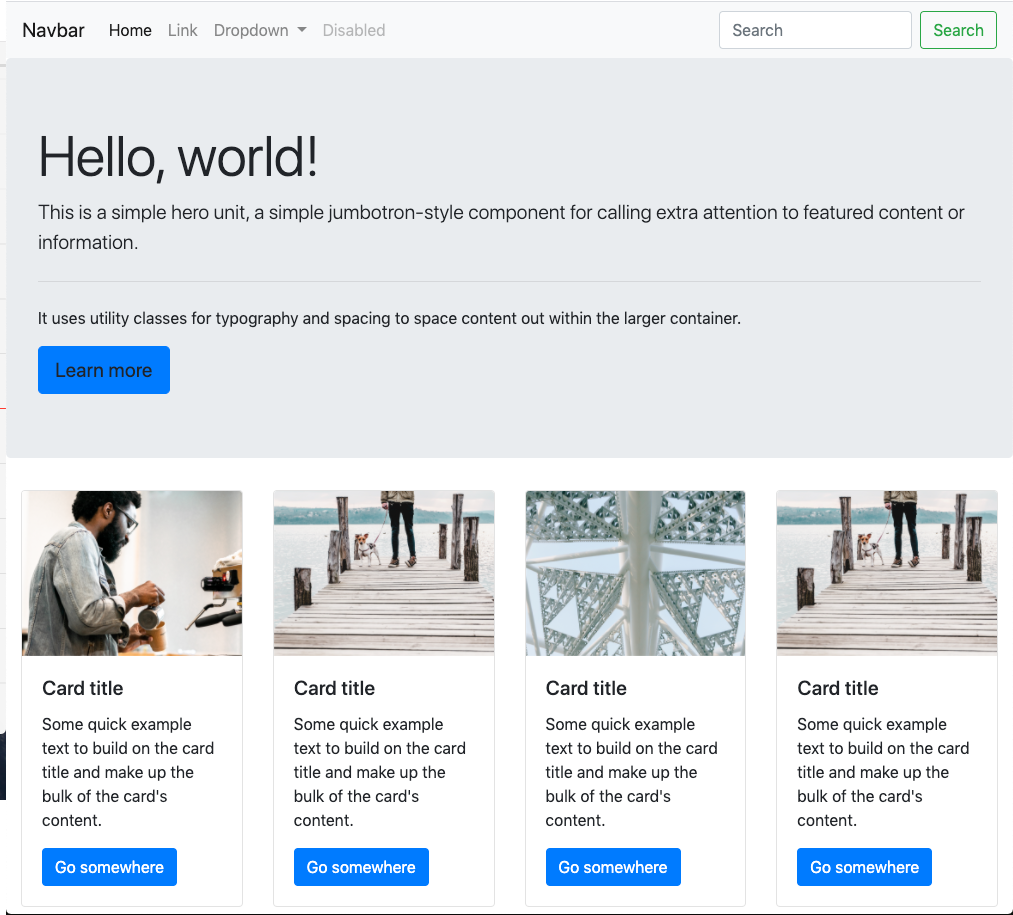 Navbar Home Link Dropdown Disabled Search Search
Hello, world!
This is a simple hero unit, a simple jumbotron-style component for calling extra attention to featured content or
information.
It uses utility classes for typography and spacing to space content out within the larger container.
Learn more
Card title
Some quick example
text to build on the card
title and make up the
bulk of the card's
content.
Go somewhere
Card title
Some quick example
text to build on the card
title and make up the
bulk of the card's
content.
Go somewhere
Card title
Some quick example
text to build on the card
title and make up the
bulk of the card's
content.
Go somewhere
Card title
Some quick example
text to build on the card
title and make up the
bulk of the card's
content.
Go somewhere